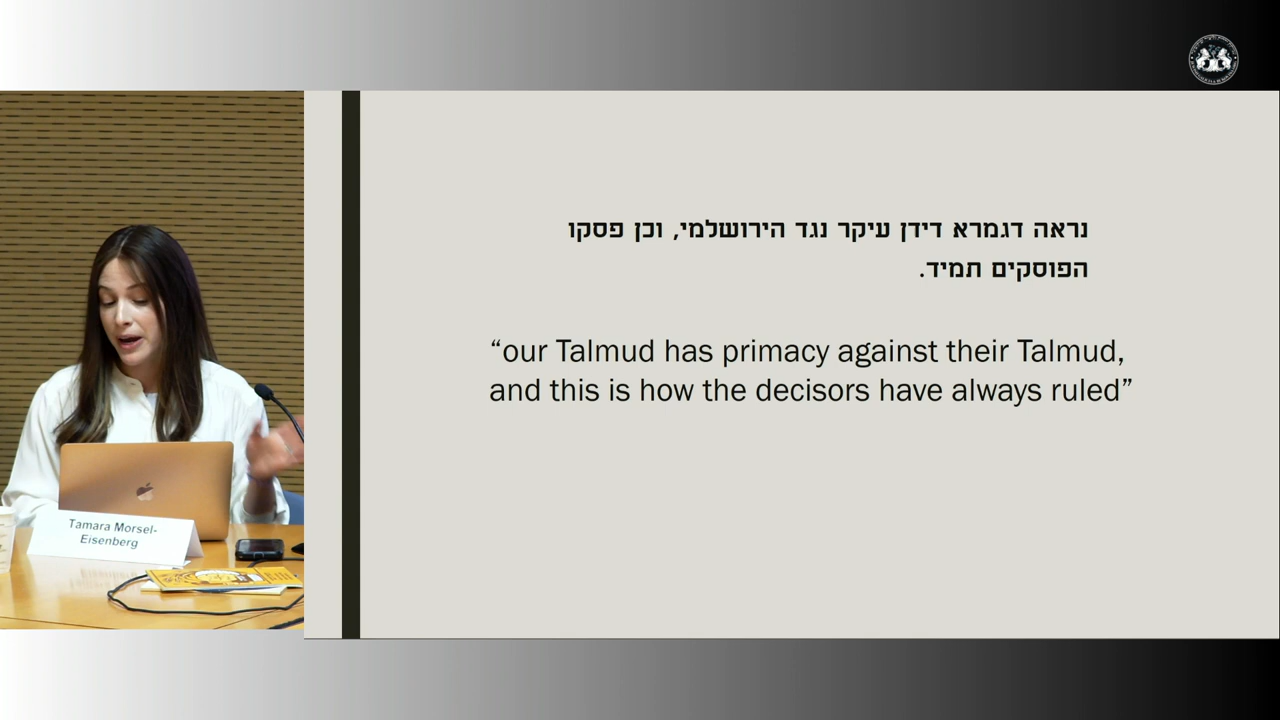 נראה דגמרא דידן עיקר נגד הירושלמי, וכן פסקו
הפוסקים תמיד.
“our Talmud has primacy against their Talmud,
and this is how the decisors have always ruled”
Tamara Morsel-
Eisenberg